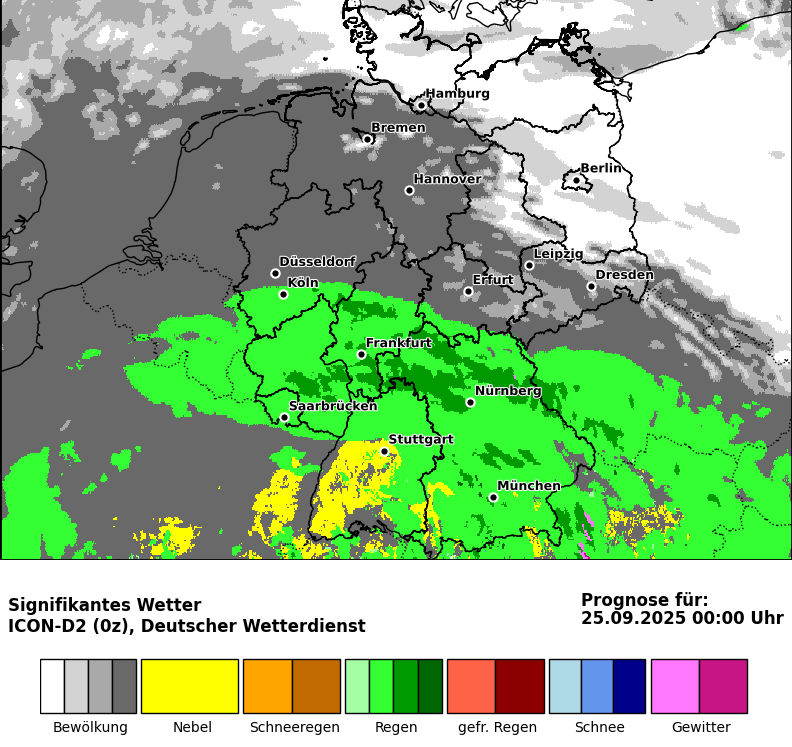 Hamburg
Bremen
Berlin
Hannover
Leipzig
Düsseldorf
Dresden
Köln
Erfurt
Frankfurt
Nürnberg
Saarbrücken
Stuttgart
München
Signifikantes Wetter
ICON-D2 (0z), Deutscher Wetterdienst
Prognose für:
25.09.2025 00:00 Uhr
Bewölkung
Nebel
Schneeregen
Regen
gefr. Regen
Schnee
Gewitter